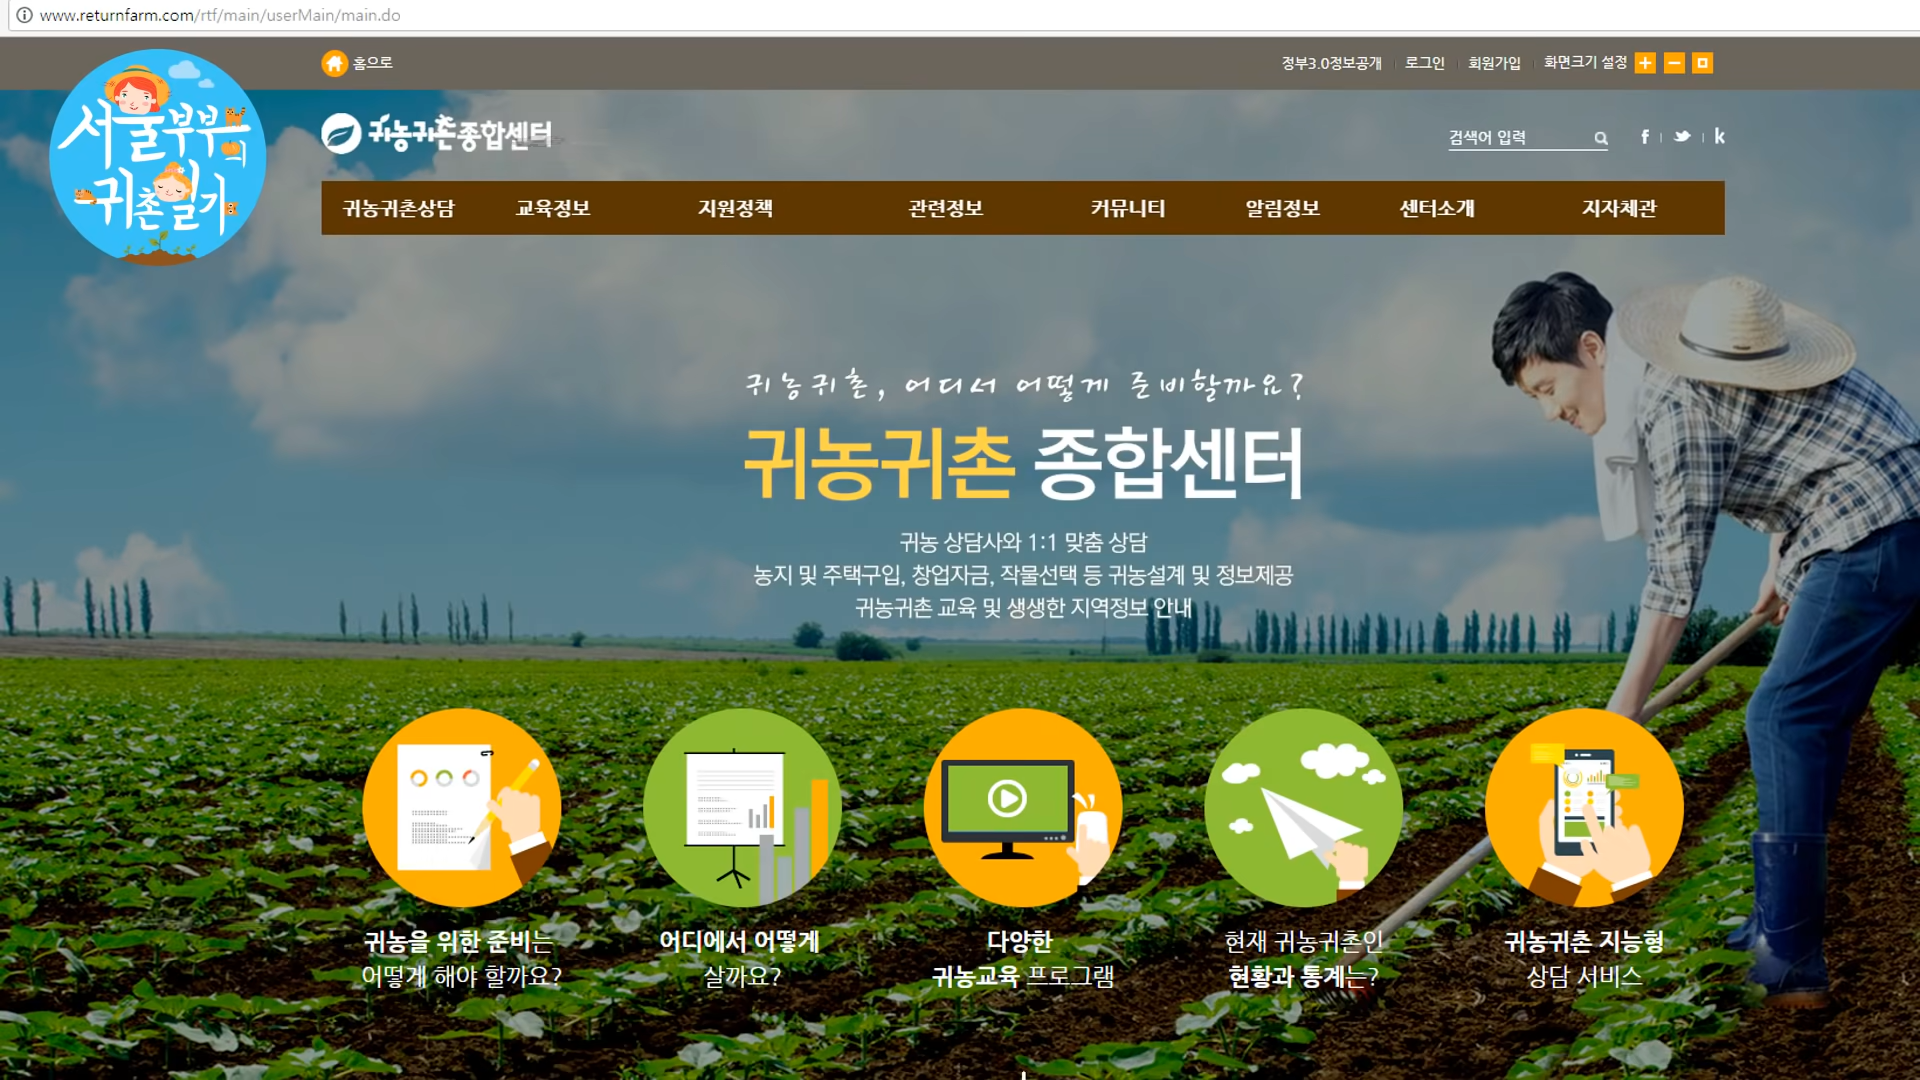 www.returnfarm.com/rtf/main/userMain/main.do
홈으로
정부3.0정보공개
로그인
회원가입
화면크기 설정
서울부부의
귀촌일기
귀농귀촌종합센터
검색어 입력
귀농귀촌상담
교육정보
지원정책
관련정보
커뮤니티
알림정보
센터소개
지자체관
귀농귀촌, 어디서 어떻게 준비할까요?
귀농귀촌 종합센터
귀농 상담사와 1:1 맞춤 상담
농지 및 주택구입, 창업자금, 작물선택 등 귀농설계 및 정보제공
귀농귀촌 교육 및 생생한 지역정보 안내
귀농을 위한 준비는
어떻게 해야 할까요?
어디에서 어떻게
살까요?
다양한
귀농교육 프로그램
현재 귀농귀촌인
현황과 통계는?
귀농귀촌 지능형
상담 서비스